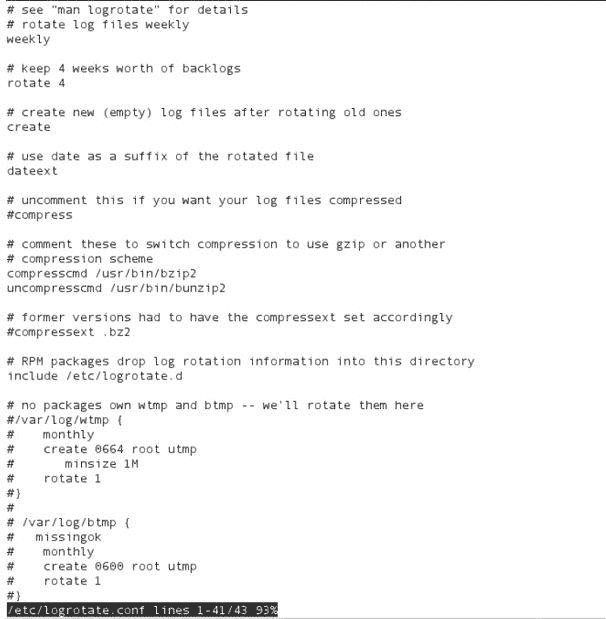 # see "man logrotate" for details
# rotate log files weekly
weekly

# keep 4 weeks worth of backlogs
rotate 4

# create new (empty) log files after rotating old ones
create

# use date as a suffix of the rotated file
dateext

# uncomment this if you want your log files compressed
#compress

# comment these to switch compression to use gzip or another
# compression scheme
compresscmd /usr/bin/bzip2
uncompresscmd /usr/bin/bunzip2

# former versions had to have the compressext set accordingly
#compressext .bz2

# RPM packages drop log rotation information into this directory
include /etc/logrotate.d

# no packages own wtmp and btmp -- we'll rotate them here
#/var/log/wtmp {
#    monthly
#    create 0664 root utmp
#       minsize 1M
#    rotate 1
#}
#
# /var/log/btmp {
#   missingok
#    monthly
#    create 0600 root utmp
#    rotate 1
#}
/etc/logrotate.conf lines 1-41/43 93%